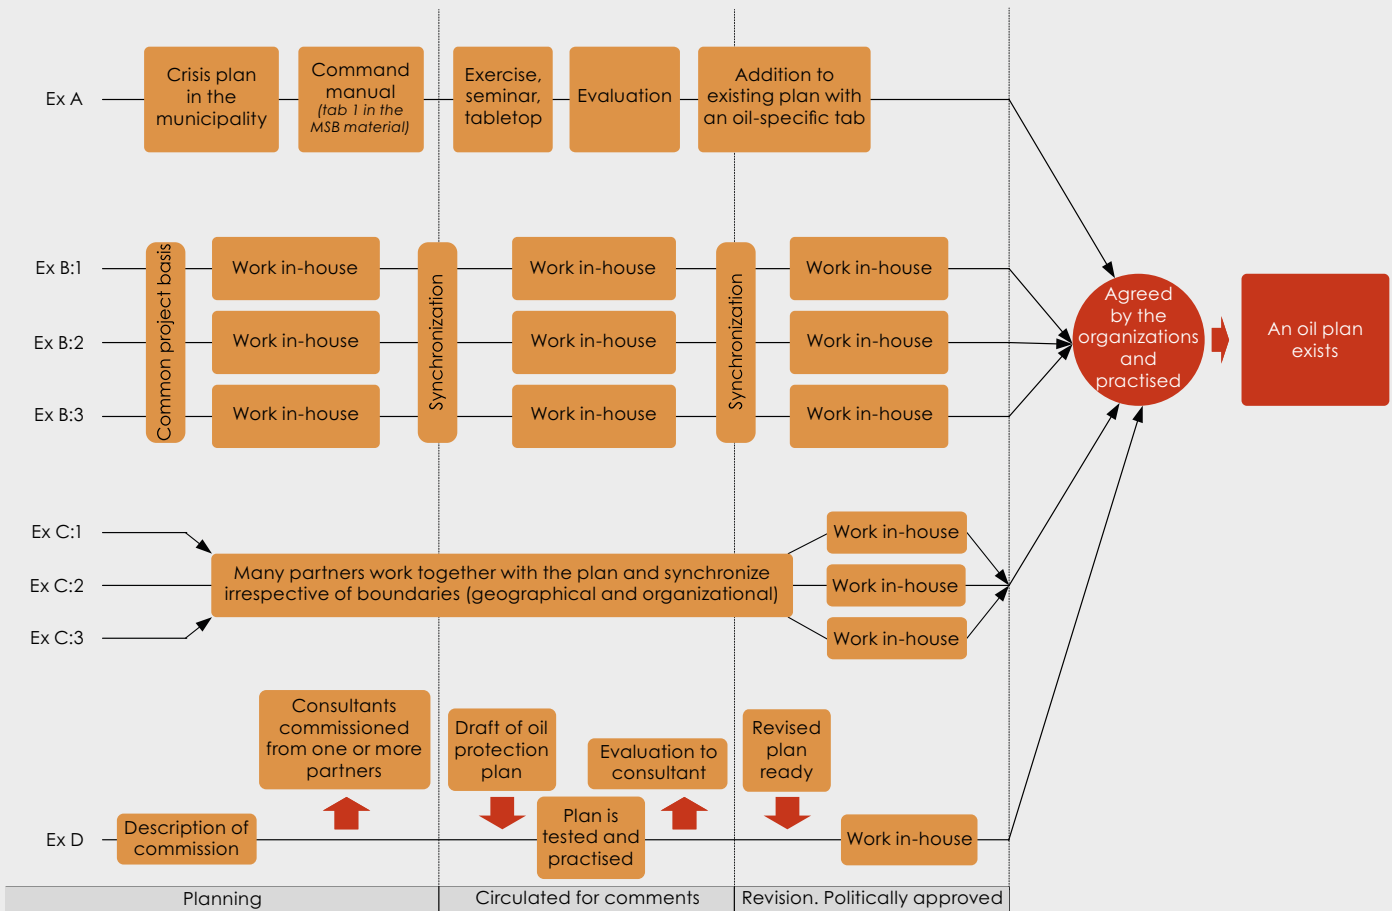 Ex A
Crisis plan
in the
municipality
Command
manual
(tab 1 in the
MSB material)
Exercise,
seminar,
tabletop
Evaluation
Addition to
existing plan with
an oil-specific tab
Ex B:1
Ex B:2
Ex B:3
Common project basis
Work in-house
Work in-house
Work in-house
Synchronization
Work in-house
Work in-house
Work in-house
Synchronization
Work in-house
Work in-house
Work in-house
Agreed
by the
organizations
and
practised
An oil plan
exists
Ex C:1
Ex C:2
Ex C:3
Many partners work together with the plan and synchronize
irrespective of boundaries (geographical and organizational)
Work in-house
Work in-house
Work in-house
Ex D
Description of
commission
Consultants
commissioned
from one or more
partners
Draft of oil
protection
plan
Plan is
tested and
practised
Evaluation to
consultant
Revised
plan
ready
Work in-house
Planning
Circulated for comments
Revision. Politically approved